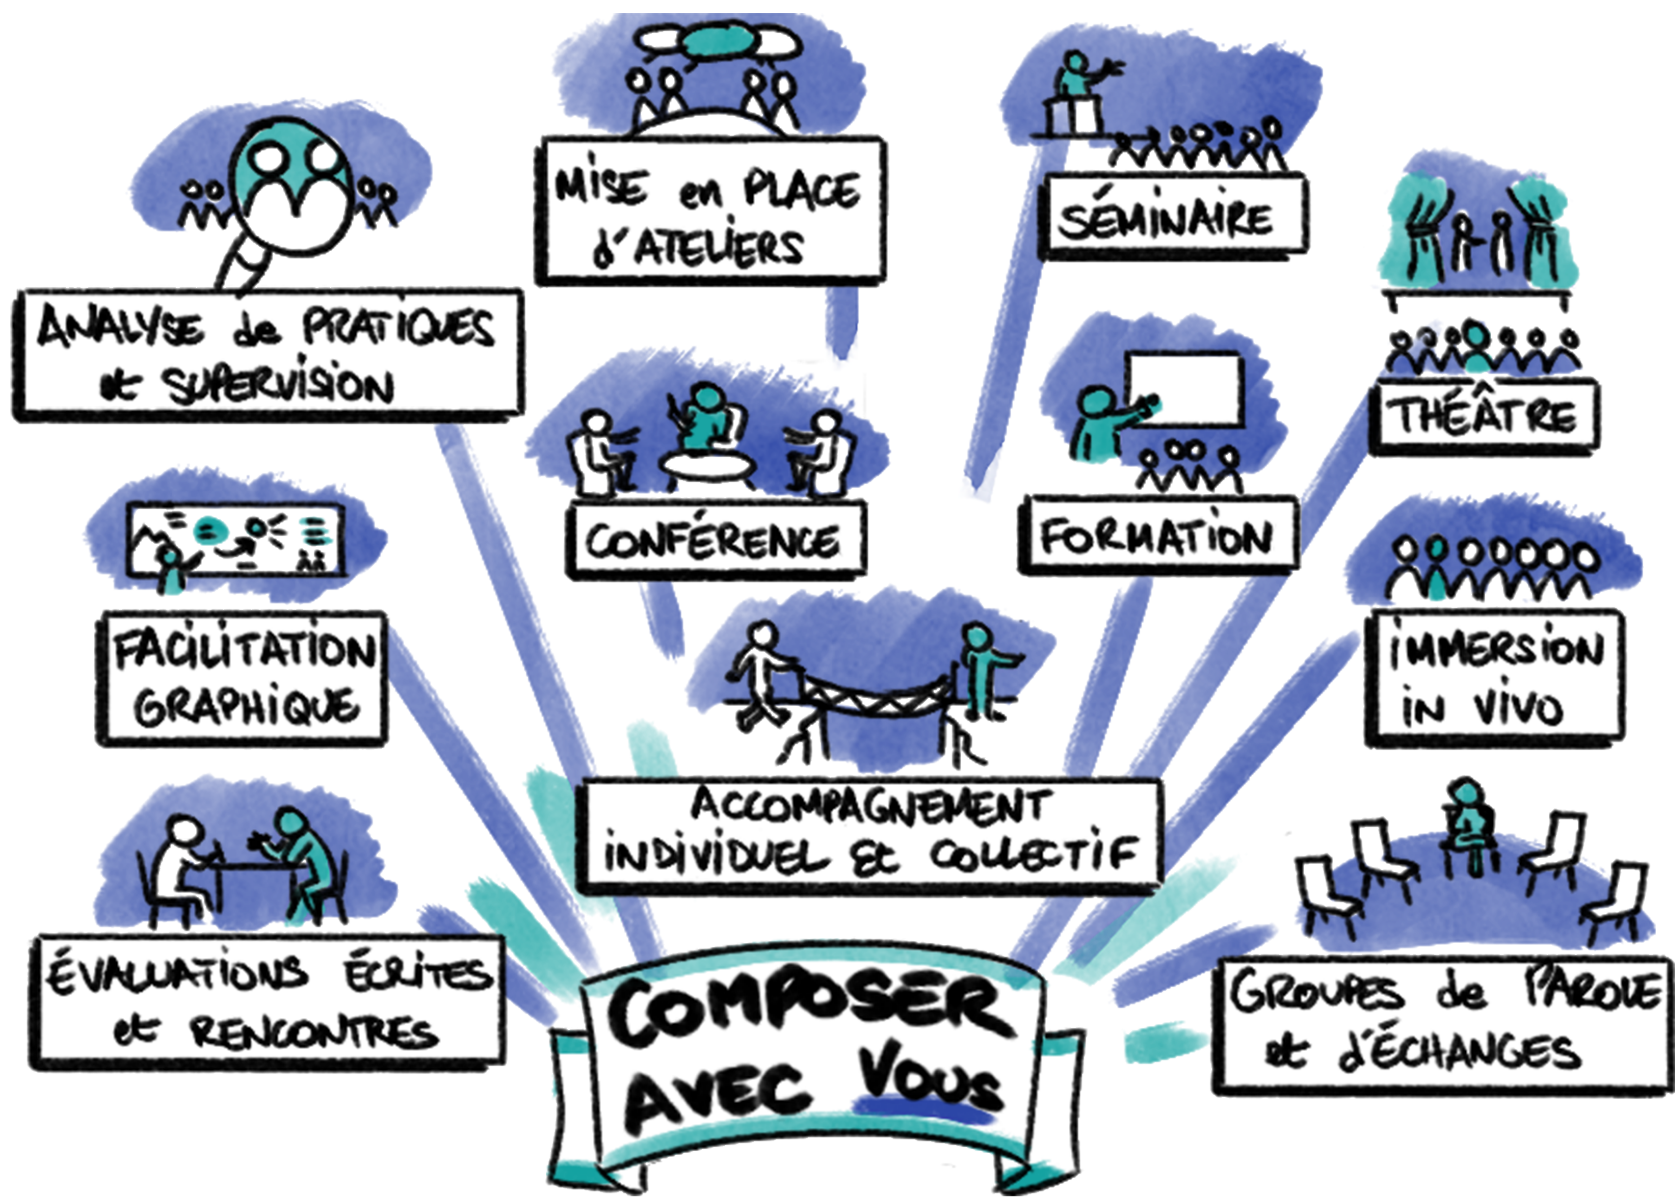 MISE en PLACE
d'ATELIERS
SÉMINAIRE
ANALYSE de PRATIQUES
et SUPERVISION
THÉÂTRE
CONFÉRENCE
FORMATION
FACILITATION
GRAPHIQUE
IMMERSION
IN VIVO
ACCOMPAGNEMENT
INDIVIDUEL Et COLLECTIF
ÉVALUATIONS ÉCRITES
et RENCONTRES
GROUPES de PAROLE
et d'ÉCHANGES
COMPOSER
AVEC VOUS